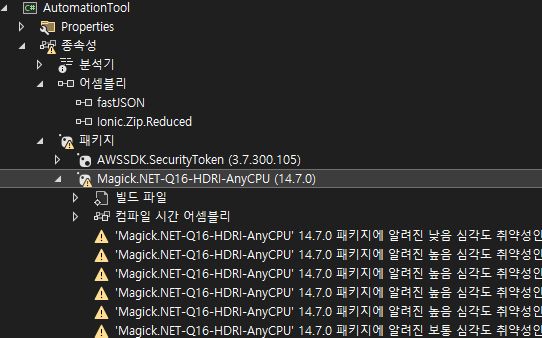 C# AutomationTool
Properties
종속성
분석기
어셈블리
fastJSON
Ionic.Zip.Reduced
패키지
AWSSDK.SecurityToken (3.7.300.105)
Magick.NET-Q16-HDRI-AnyCPU (14.7.0)
빌드 파일
컴파일 시간 어셈블리
'Magick.NET-Q16-HDRI-AnyCPU' 14.7.0 패키지에 알려진 낮음 심각도 취약성인
'Magick.NET-Q16-HDRI-AnyCPU' 14.7.0 패키지에 알려진 높음 심각도 취약성인
'Magick.NET-Q16-HDRI-AnyCPU' 14.7.0 패키지에 알려진 높음 심각도 취약성인
'Magick.NET-Q16-HDRI-AnyCPU' 14.7.0 패키지에 알려진 높음 심각도 취약성인
'Magick.NET-Q16-HDRI-AnyCPU' 14.7.0 패키지에 알려진 높음 심각도 취약성인
'Magick.NET-Q16-HDRI-AnyCPU' 14.7.0 패키지에 알려진 보통 심각도 취약성인